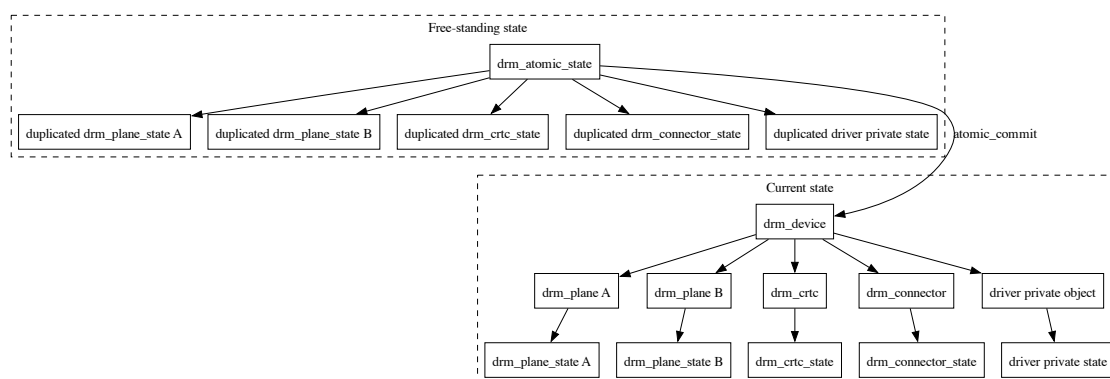 Free-standing state
drm_atomic_state
duplicated drm_plane_state A
duplicated drm_plane_state B
duplicated drm_crtc_state
duplicated drm_connector_state
duplicated driver private state
atomic_commit
Current state
drm_device
drm_plane A
drm_plane B
drm_crtc
drm_connector
driver private object
drm_plane_state A
drm_plane_state B
drm_crtc_state
drm_connector_state
driver private state